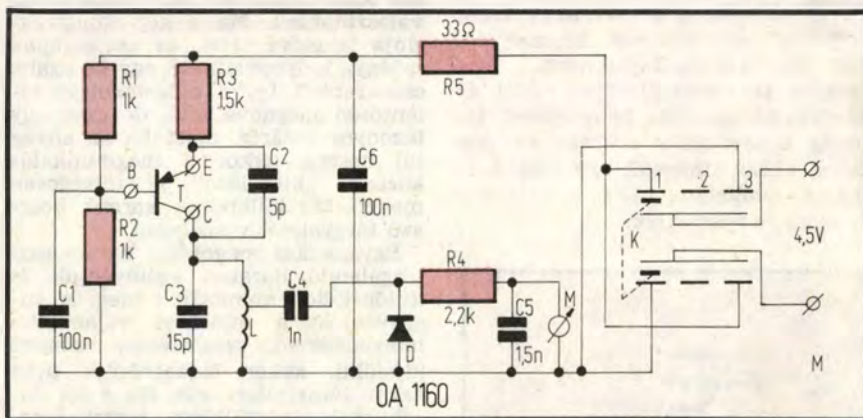 33Ω
R5
R1
1k
R3
1,5k
B
E
T
C
C2
5p
C6
100n
R2
1k
C1
100n
C3
15p
L
C4
1n
R4
2,2k
D
C5
1,5n
M
K
1
2
3
4,5V
M
OA 1160